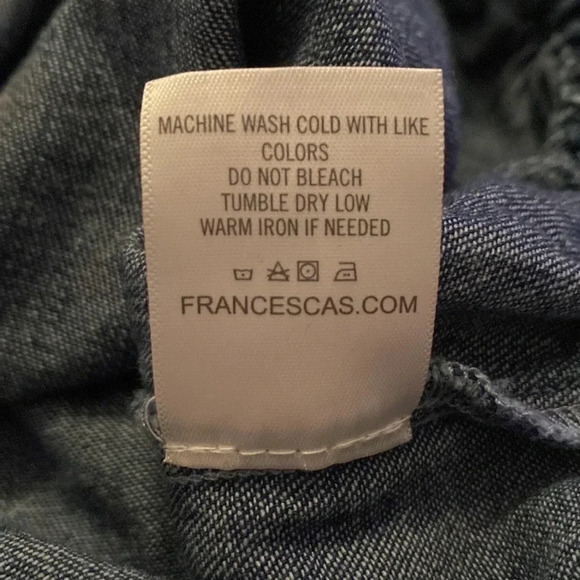 MACHINE WASH COLD WITH LIKE
COLORS
DO NOT BLEACH
TUMBLE DRY LOW
WARM IRON IF NEEDED
FRANCESCAS.COM